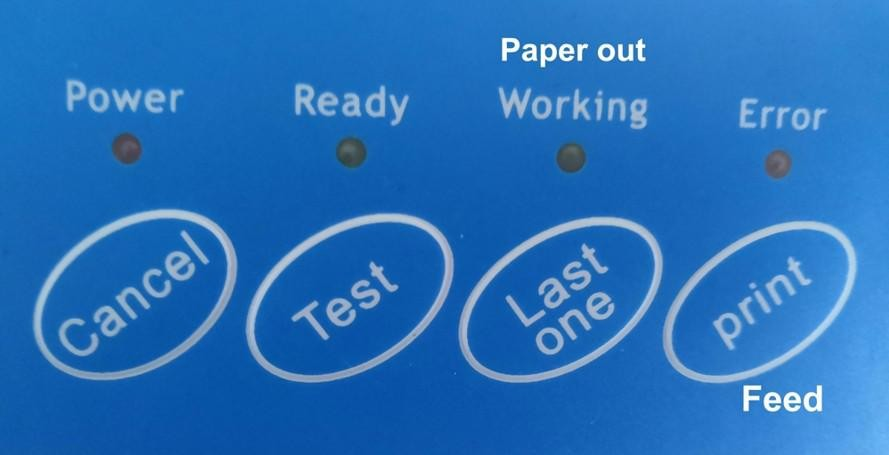 Paper out
Power Ready Working Error
Cancel Test Last one print
Feed